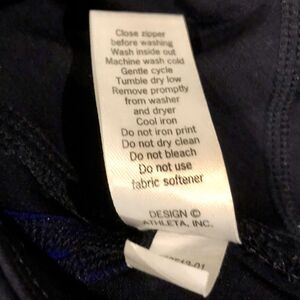 Close zipper
before washing
Wash inside out
Machine wash cold
Gentle cycle
Tumble dry low
Remove promptly
from washer
and dryer
Cool iron
Do not iron print
Do not dry clean
Do not bleach
Do not use
fabric softener
DESIGN ©
ATHLETA, INC.